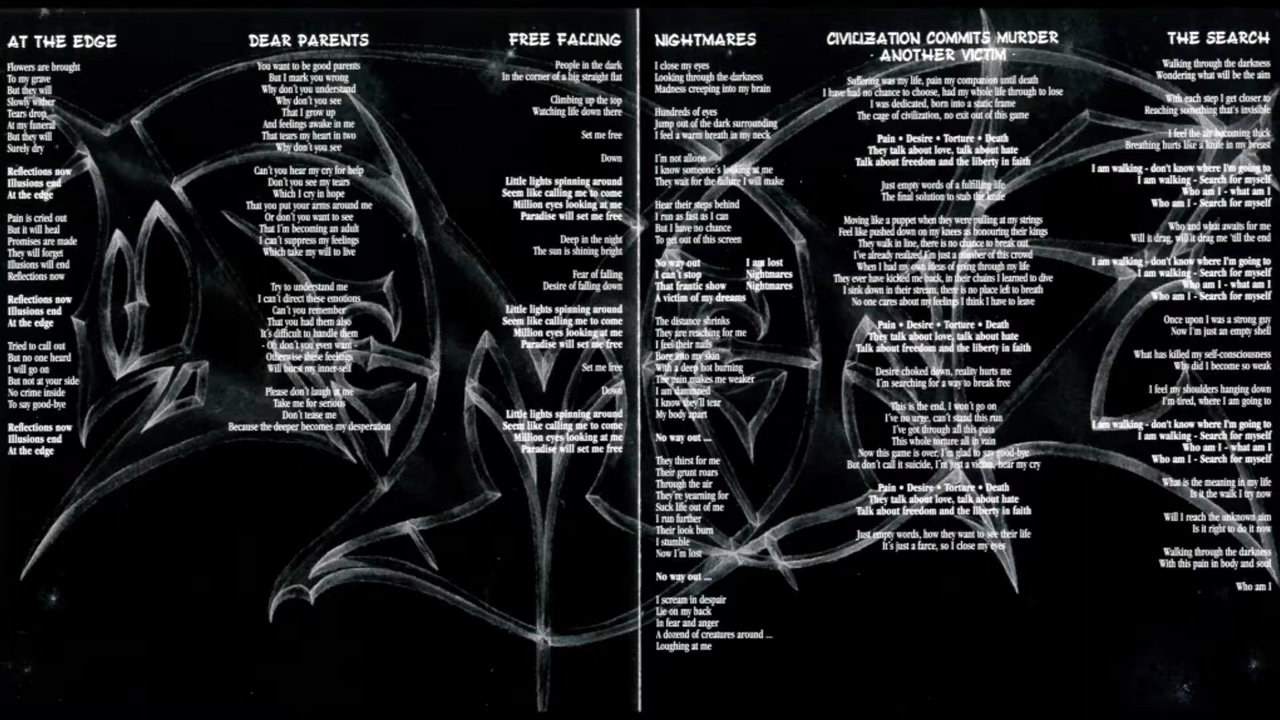 AT THE EDGE
Flowers are brought
To my grave
But they will
Slowly wither
Tears drop
At my funeral
But they will
Surely dry
Reflections now
Illusions end
At the edge
Pain is cried out
But it will heal
Promises are made
They will forget
Illusions will end
Reflections now
Reflections now
Illusions end
At the edge
Tried to call out
But no one heard
I will go on
But not at your side
No crime inside
To say good-bye
Reflections now
Illusions end
At the edge
DEAR PARENTS
You want to be good parents
But I mark you wrong
Why don't you understand
Why don't you see
That I grow up
And feelings awake in me
That tears my heart in two
Why don't you see
Can't you hear my cry for help
Don't you see my tears
Which I cry in hope
That you put your arms around me
Or don't you want to see
That I'm becoming an adult
I can't suppress my feelings
Which take my will to live
Try to understand me
I can't direct these emotions
Can't you remember
That you had them also
It's difficult to handle them
- Oh don't you even want -
Otherwise these feelings
Will burst my inner-self
Please don't laugh at me
Take me for serious
Don't tease me
Because the deeper becomes my desperation
FREE FALLING
People in the dark
In the corner of a big straight flat
Climbing up the top
Watching life down there
Set me free
Down
Little lights spinning around
Seem like calling me to come
Million eyes looking at me
Paradise will set me free
Deep in the night
The sun is shining bright
Fear of falling
Desire of falling down
Little lights spinning around
Seem like calling me to come
Million eyes looking at me
Paradise will set me free
Set me free
Down
Little lights spinning around
Seem like calling me to come
Million eyes looking at me
Paradise will set me free
NIGHTMARES
I close my eyes
Looking through the darkness
Madness creeping into my brain
Hundreds of eyes
Jump out of the dark surrounding
I feel a warm breath in my neck
I'm not allone
I know someone's looking at me
They wait for the failure I will make
Hear their steps behind
I run as fast as I can
But I have no chance
To get out of this screen
No way out I am lost
I can't stop Nightmares
That frantic show Nightmares
A victim of my dreams
The distance shrinks
They are reaching for me
I feel their nails
Bore into my skin
With a deep hot burning
The pain makes me weaker
I am damned
I know they'll tear
My body apart
No way out ...
They thirst for me
Their grunt roars
Through the air
They're yearning for
Suck life out of me
I run further
Their look burn
I stumble
Now I'm lost
No way out ...
I scream in despair
Lie on my back
In fear and anger
A dozend of creatures around ...
Loughing at me
CIVILIZATION COMMITS MURDER
- ANOTHER VICTIM -
Suffering was my life, pain my companion until death
I have had no chance to choose, had my whole life through to lose
I was dedicated, born into a static frame
The cage of civilization, no exit out of this game
Pain • Desire • Torture • Death
They talk about love, talk about hate
Talk about freedom and the liberty in faith
Just empty words of a fulfilling life
The final solution to stab the knife
Moving like a puppet when they were pulling at my strings
Feel like pushed down on my knees as honouring their kings
They walk in line, there is no chance to break out
I've already realized I'm just a number of this crowd
When I had my own ideas of going through my life
They ever have kicked me back, in their chains I learned to dive
I sink down in their stream, there is no place left to breath
No one cares about my feelings I think I have to leave
Pain • Desire • Torture • Death
They talk about love, talk about hate
Talk about freedom and the liberty in faith
Desire choked down, reality hurts me
I'm searching for a way to break free
This is the end, I won't go on
I've no urge, can't stand this run
I've got through all this pain
This whole torture all in vain
Now this game is over, I'm glad to say good-bye
But don't call it suicide, I'm just a victim, hear my cry
Pain • Desire • Torture • Death
They talk about love, talk about hate
Talk about freedom and the liberty in faith
Just empty words, how they want to see their life
It's just a farce, so I close my eyes
THE SEARCH
Walking through the darkness
Wondering what will be the aim
With each step I get closer to
Reaching something that's invisible
I feel the air becoming thick
Breathing hurts like a knife in my breast
I am walking - don't know where I'm going to
I am walking - Search for myself
Who am I - what am I
Who am I - Search for myself
Who and what awaits for me
Will it drag, will it drag me 'till the end
I am walking - don't know where I'm going to
I am walking - Search for myself
Who am I - what am I
Who am I - Search for myself
Once upon I was a strong guy
Now I'm just an empty shell
What has killed my self-consciousness
Why did I become so weak
I feel my shoulders hanging down
I'm tired, where I am going to
I am walking - don't know where I'm going to
I am walking - Search for myself
Who am I - what am I
Who am I - Search for myself
What is the meaning in my life
Is it the walk I try now
Will I reach the unknown aim
Is it right to do it now
Walking through the darkness
With this pain in body and soul
Who am I